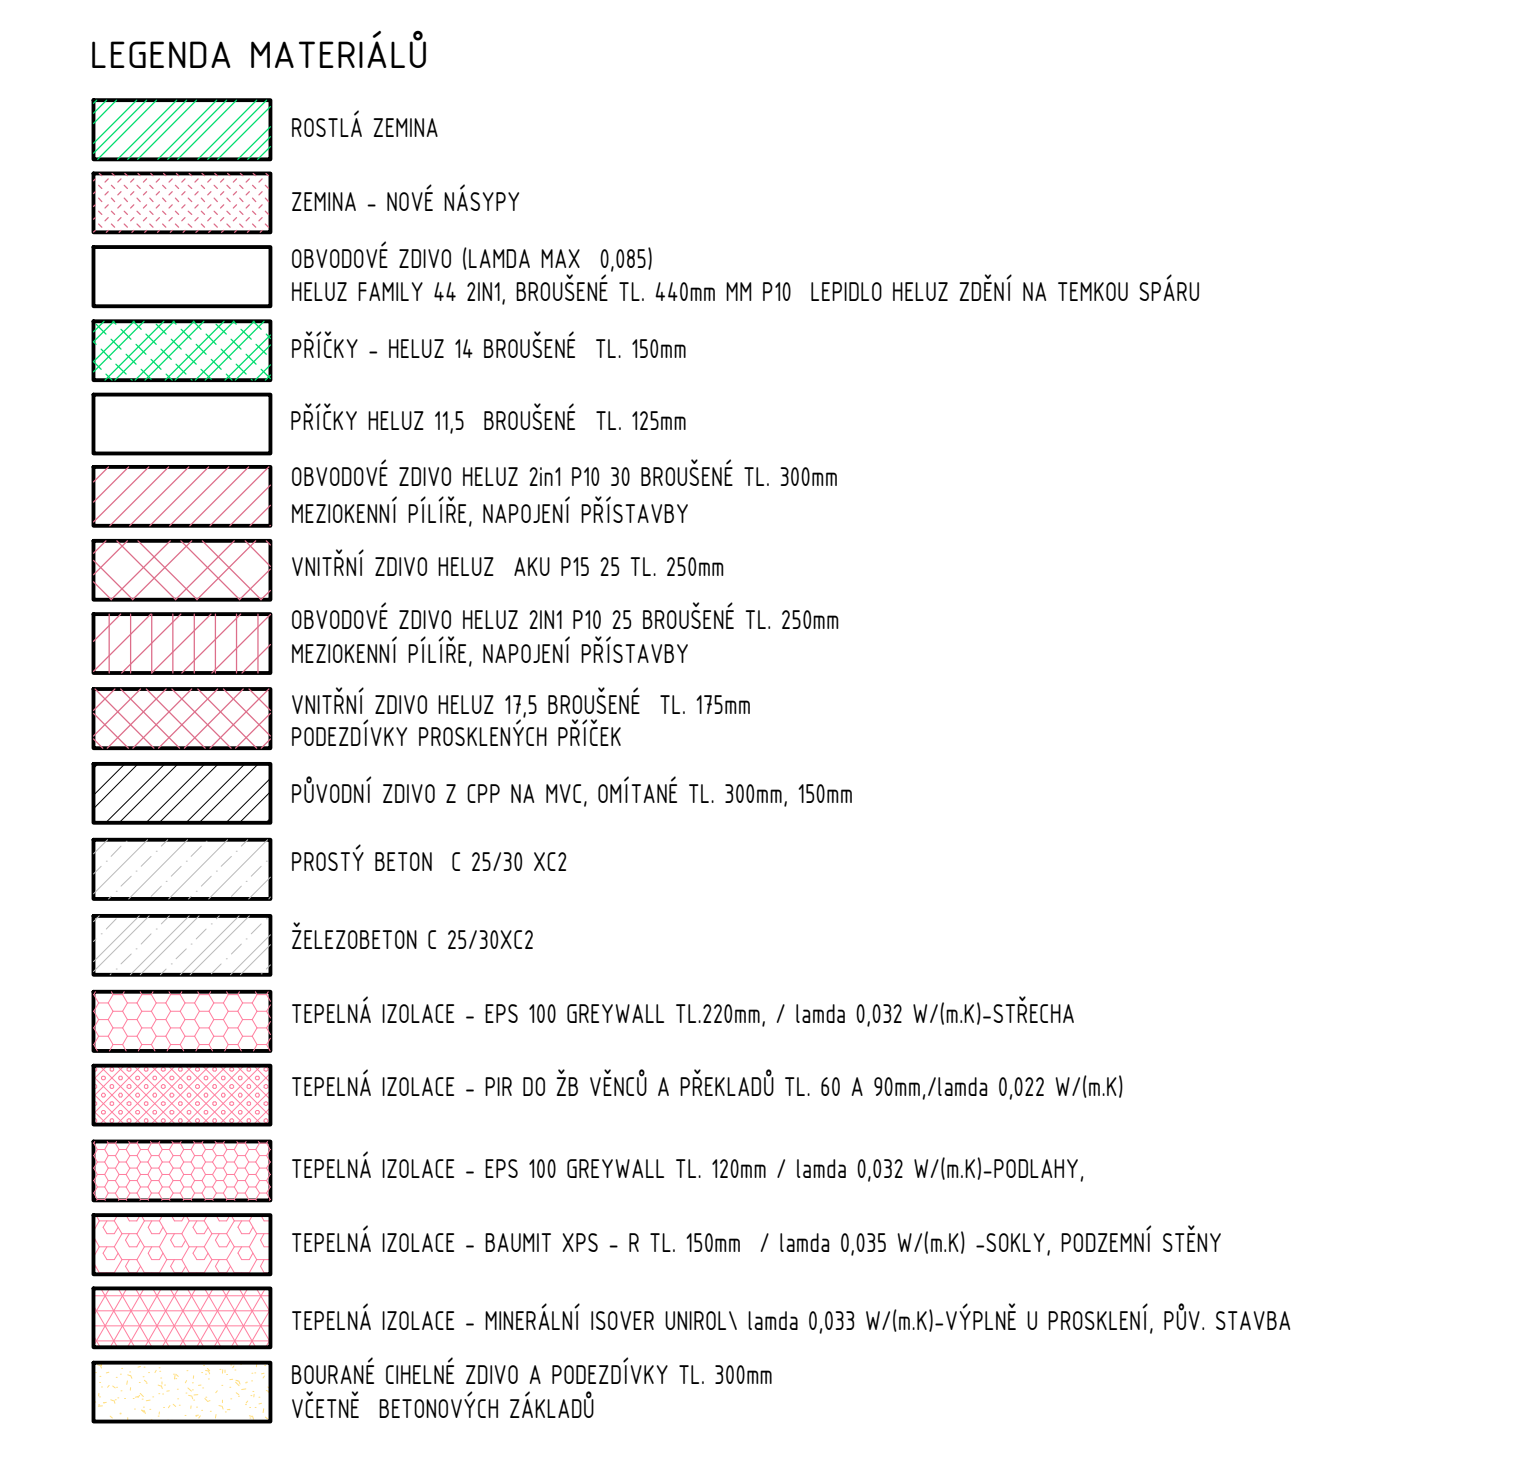 LEGENDA MATERIÁLŮ
ROSTLÁ ZEMINA
ZEMINA - NOVÉ NÁSYPY
OBVODOVÉ ZDIVO (LAMDA MAX 0,085)
HELUZ FAMILY 44 2IN1, BROUŠENÉ TL. 440mm MM P10 LEPIDLO HELUZ ZDĚNÍ NA TEMKOU SPÁRU
PŘÍČKY - HELUZ 14 BROUŠENÉ TL. 150mm
PŘÍČKY HELUZ 11,5 BROUŠENÉ TL. 125mm
OBVODOVÉ ZDIVO HELUZ 2in1 P10 30 BROUŠENÉ TL. 300mm
MEZIOKENNÍ PÍLÍŘE, NAPOJENÍ PŘÍSTAVBY
VNITŘNÍ ZDIVO HELUZ AKU P15 25 TL. 250mm
OBVODOVÉ ZDIVO HELUZ 2IN1 P10 25 BROUŠENÉ TL. 250mm
MEZIOKENNÍ PÍLÍŘE, NAPOJENÍ PŘÍSTAVBY
VNITŘNÍ ZDIVO HELUZ 17,5 BROUŠENÉ TL. 175mm
PODEZDÍVKY PROSKLENÝCH PŘÍČEK
PŮVODNÍ ZDIVO Z CPP NA MVC, OMÍTANÉ TL. 300mm, 150mm
PROSTÝ BETON C 25/30 XC2
ŽELEZOBETON C 25/30XC2
TEPELNÁ IZOLACE - EPS 100 GREYWALL TL.220mm, / lamda 0,032 W/(m.K)-STŘECHA
TEPELNÁ IZOLACE - PIR DO ŽB VĚNCŮ A PŘEKLADŮ TL. 60 A 90mm,/lamda 0,022 W/(m.K)
TEPELNÁ IZOLACE - EPS 100 GREYWALL TL. 120mm / lamda 0,032 W/(m.K)-PODLAHY,
TEPELNÁ IZOLACE - BAUMIT XPS - R TL. 150mm / lamda 0,035 W/(m.K) -SOKLY, PODZEMNÍ STĚNY
TEPELNÁ IZOLACE - MINERÁLNÍ ISOVER UNIROL\ lamda 0,033 W/(m.K)-VÝPLNĚ U PROSKLENÍ, PŮV. STAVBA
BOURANÉ CIHELNÉ ZDIVO A PODEZDÍVKY TL. 300mm
VČETNĚ BETONOVÝCH ZÁKLADŮ